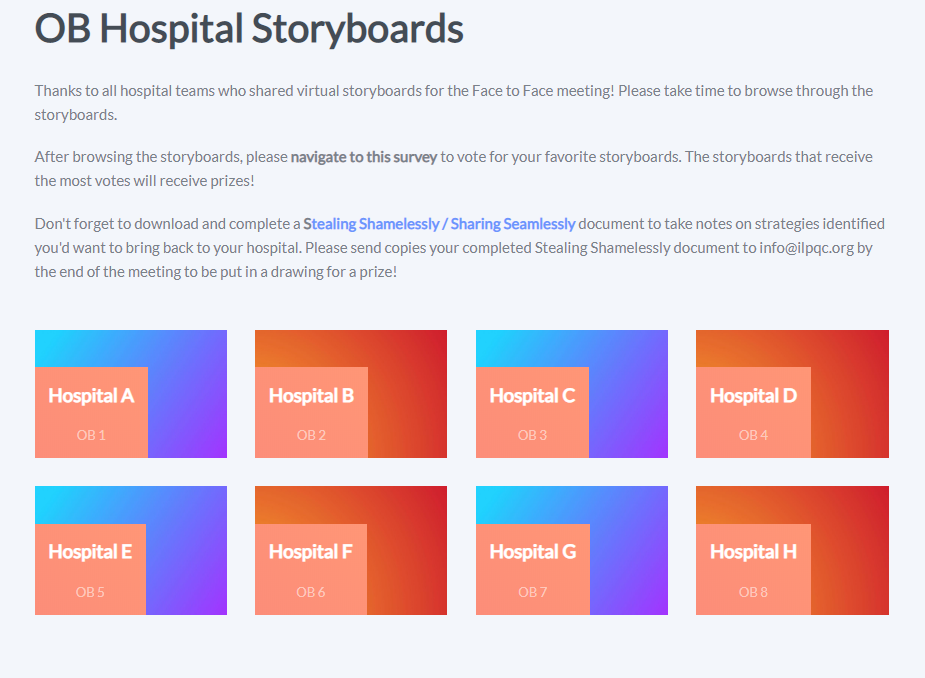 OB Hospital Storyboards
Thanks to all hospital teams who shared virtual storyboards for the Face to Face meeting! Please take time to browse through the
storyboards.
After browsing the storyboards, please navigate to this survey to vote for your favorite storyboards. The storyboards that receive
the most votes will receive prizes!
Don't forget to download and complete a Stealing Shamelessly / Sharing Seamlessly document to take notes on strategies identified
you'd want to bring back to your hospital. Please send copies your completed Stealing Shamelessly document to info@ilpqc.org by
the end of the meeting to be put in a drawing for a prize!
Hospital A
OB 1
Hospital B
OB 2
Hospital C
OB 3
Hospital D
OB 4
Hospital E
OB 5
Hospital F
OB 6
Hospital G
OB 7
Hospital H
OB 8